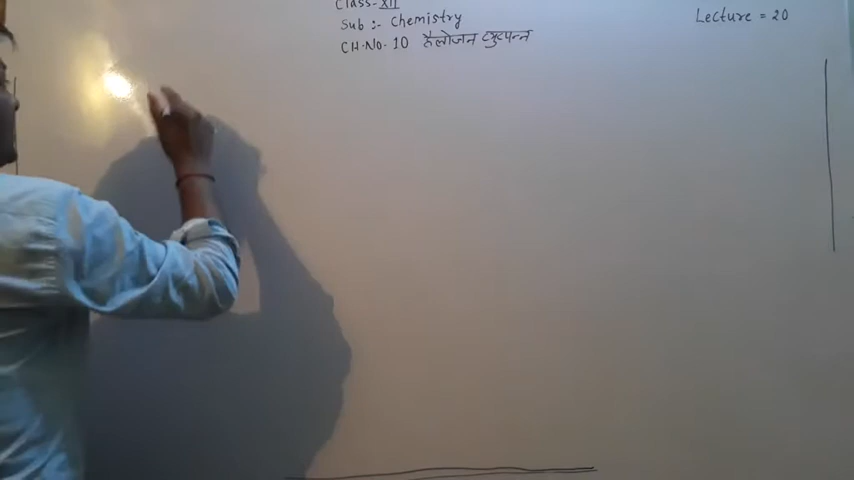 Class-XII
Sub :- Chemistry
CH.No. 10 हैलोजन व्युत्पन्न
Lecture = 20